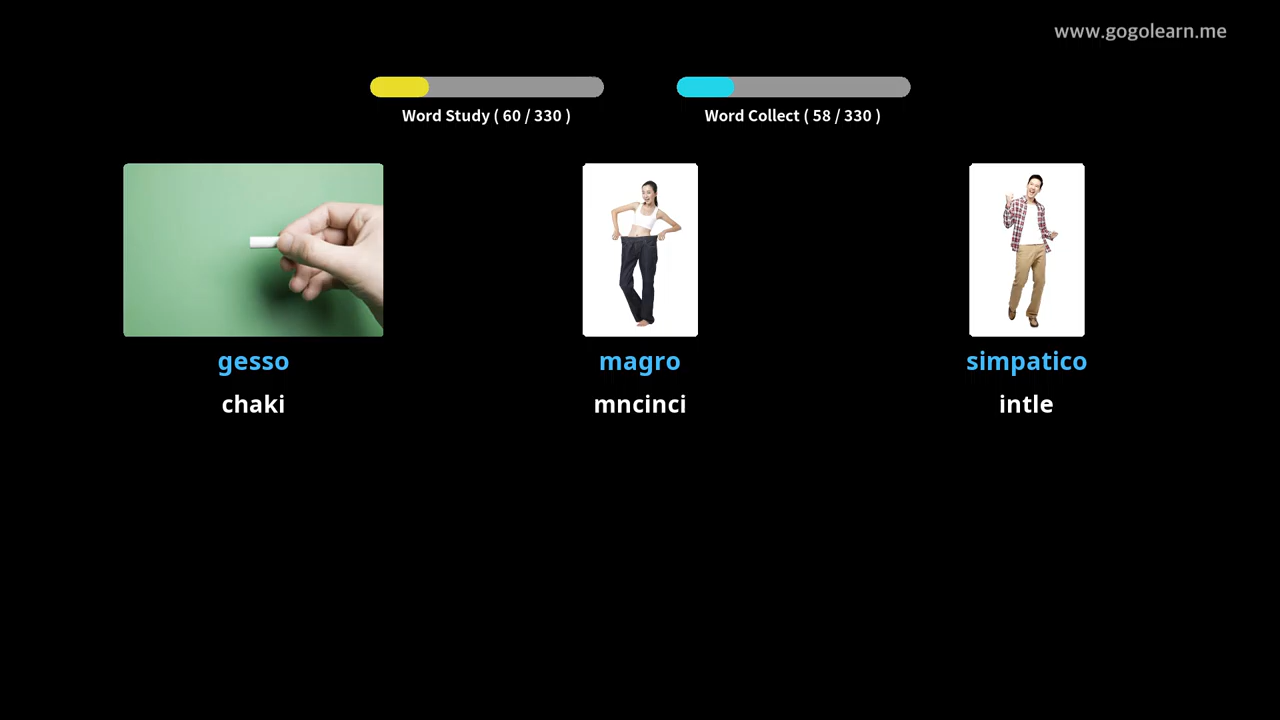 www.gogolearn.me
Word Study ( 60 / 330 )
Word Collect ( 58 / 330 )
gesso
magro
simpatico
chaki
mncinci
intle